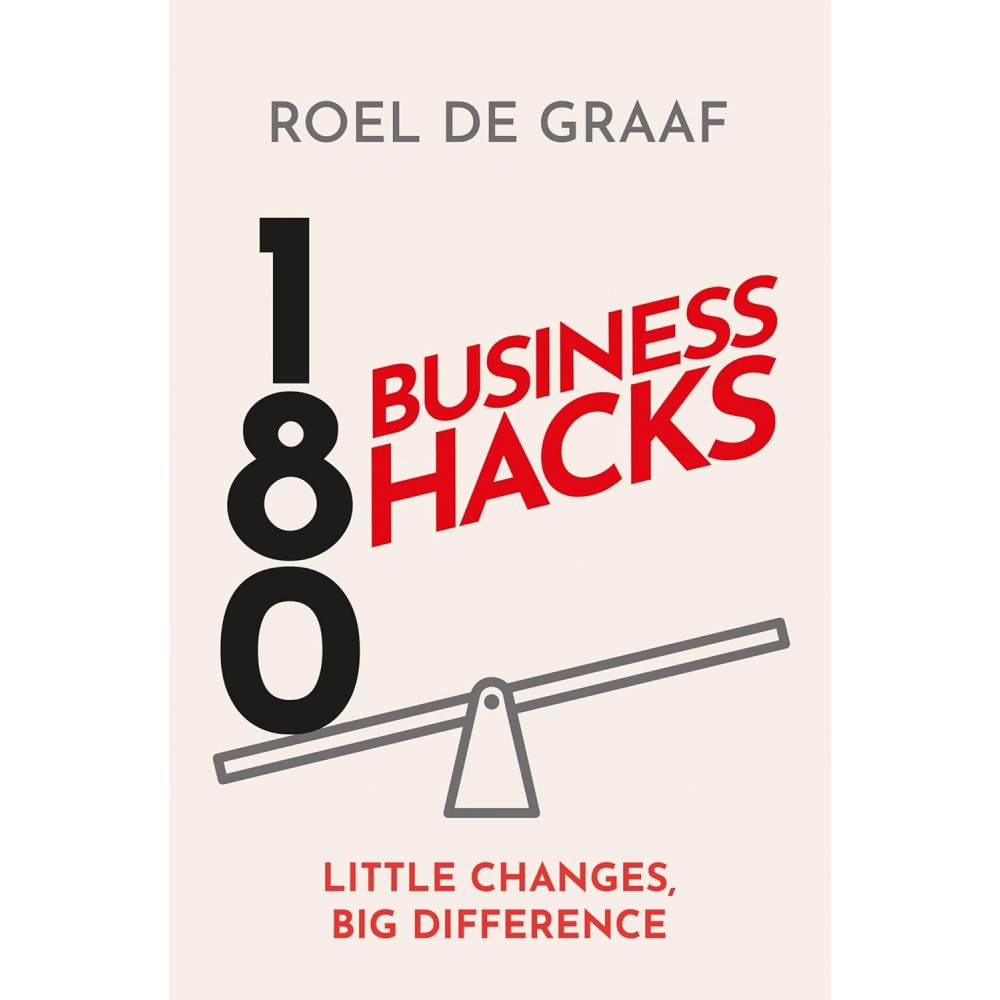 ROEL DE GRAAF
180
BUSINESS
HACKS
LITTLE CHANGES,
BIG DIFFERENCE